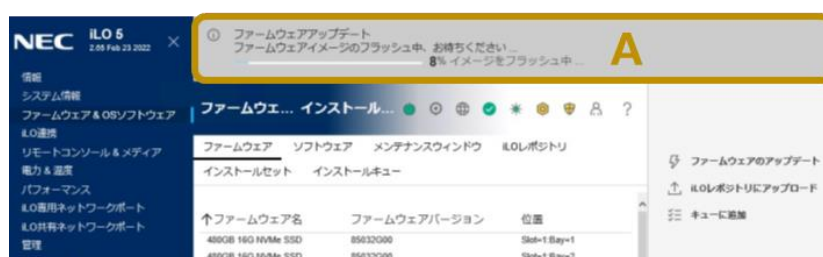 NEC iLO 5
2.65 Feb 23 2022
情報
システム情報
ファームウェア & OSソフトウェア
iLO連携
リモートコンソール & メディア
電力 & 温度
パフォーマンス
iLO専用ネットワークポート
iLO共有ネットワークポート
管理
ファームウェアアップデート
ファームウェアイメージのフラッシュ中、お待ちください...
8% イメージをフラッシュ中...
A
ファームウェ... インストール...
ファームウェア ソフトウェア メンテナンスウィンドウ iLOレポジトリ
インストールセット インストールキュー
↑ファームウェア名 ファームウェアバージョン 位置
480GB 16G NVMe SSD 85032G00 Slot=1:Bay=1
480GB 16G NVMe SSD 85032G00 Slot=1:Bay=2
ファームウェアのアップデート
iLOレポジトリにアップロード
キューに追加